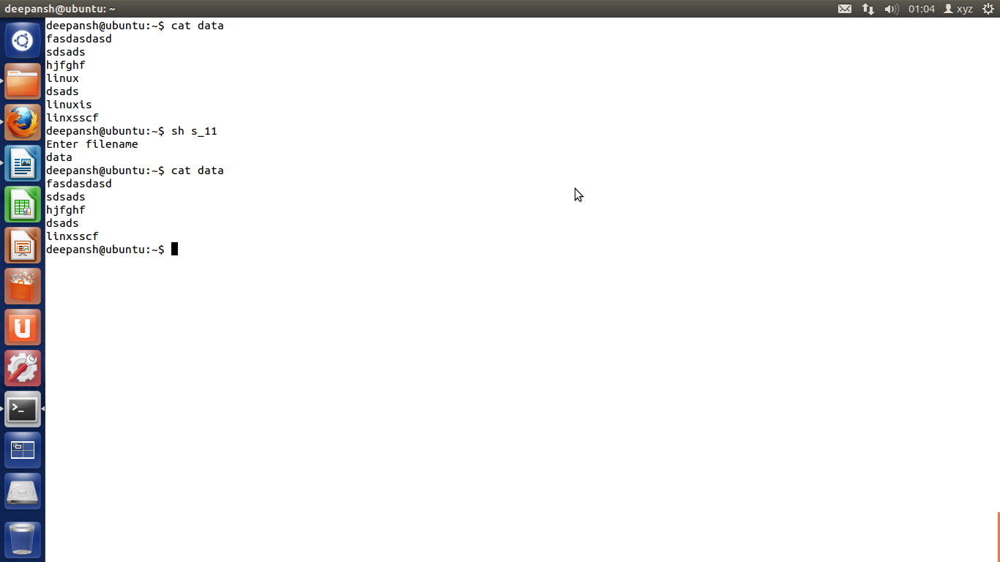 deepansh@ubuntu: ~
01:04 xyz
deepansh@ubuntu:~$ cat data
fasdasdasd
sdsads
hjfghf
linux
dsads
linuxis
linxsscf
deepansh@ubuntu:~$ sh s_11
Enter filename
data
deepansh@ubuntu:~$ cat data
fasdasdasd
sdsads
hjfghf
dsads
linxsscf
deepansh@ubuntu:~$